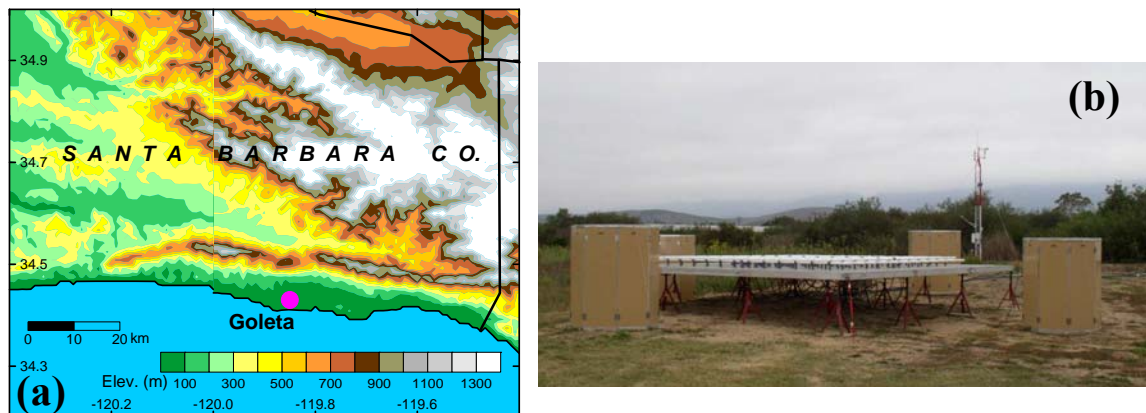 34.9
(b)
34.7
SANTA BARBARA CO.
34.5
Goleta
0 10 20 km
34.3
Elev. (m) 100 300 500 700 900 1100 1300
(a)
-120.2 -120.0 -119.8 -119.6